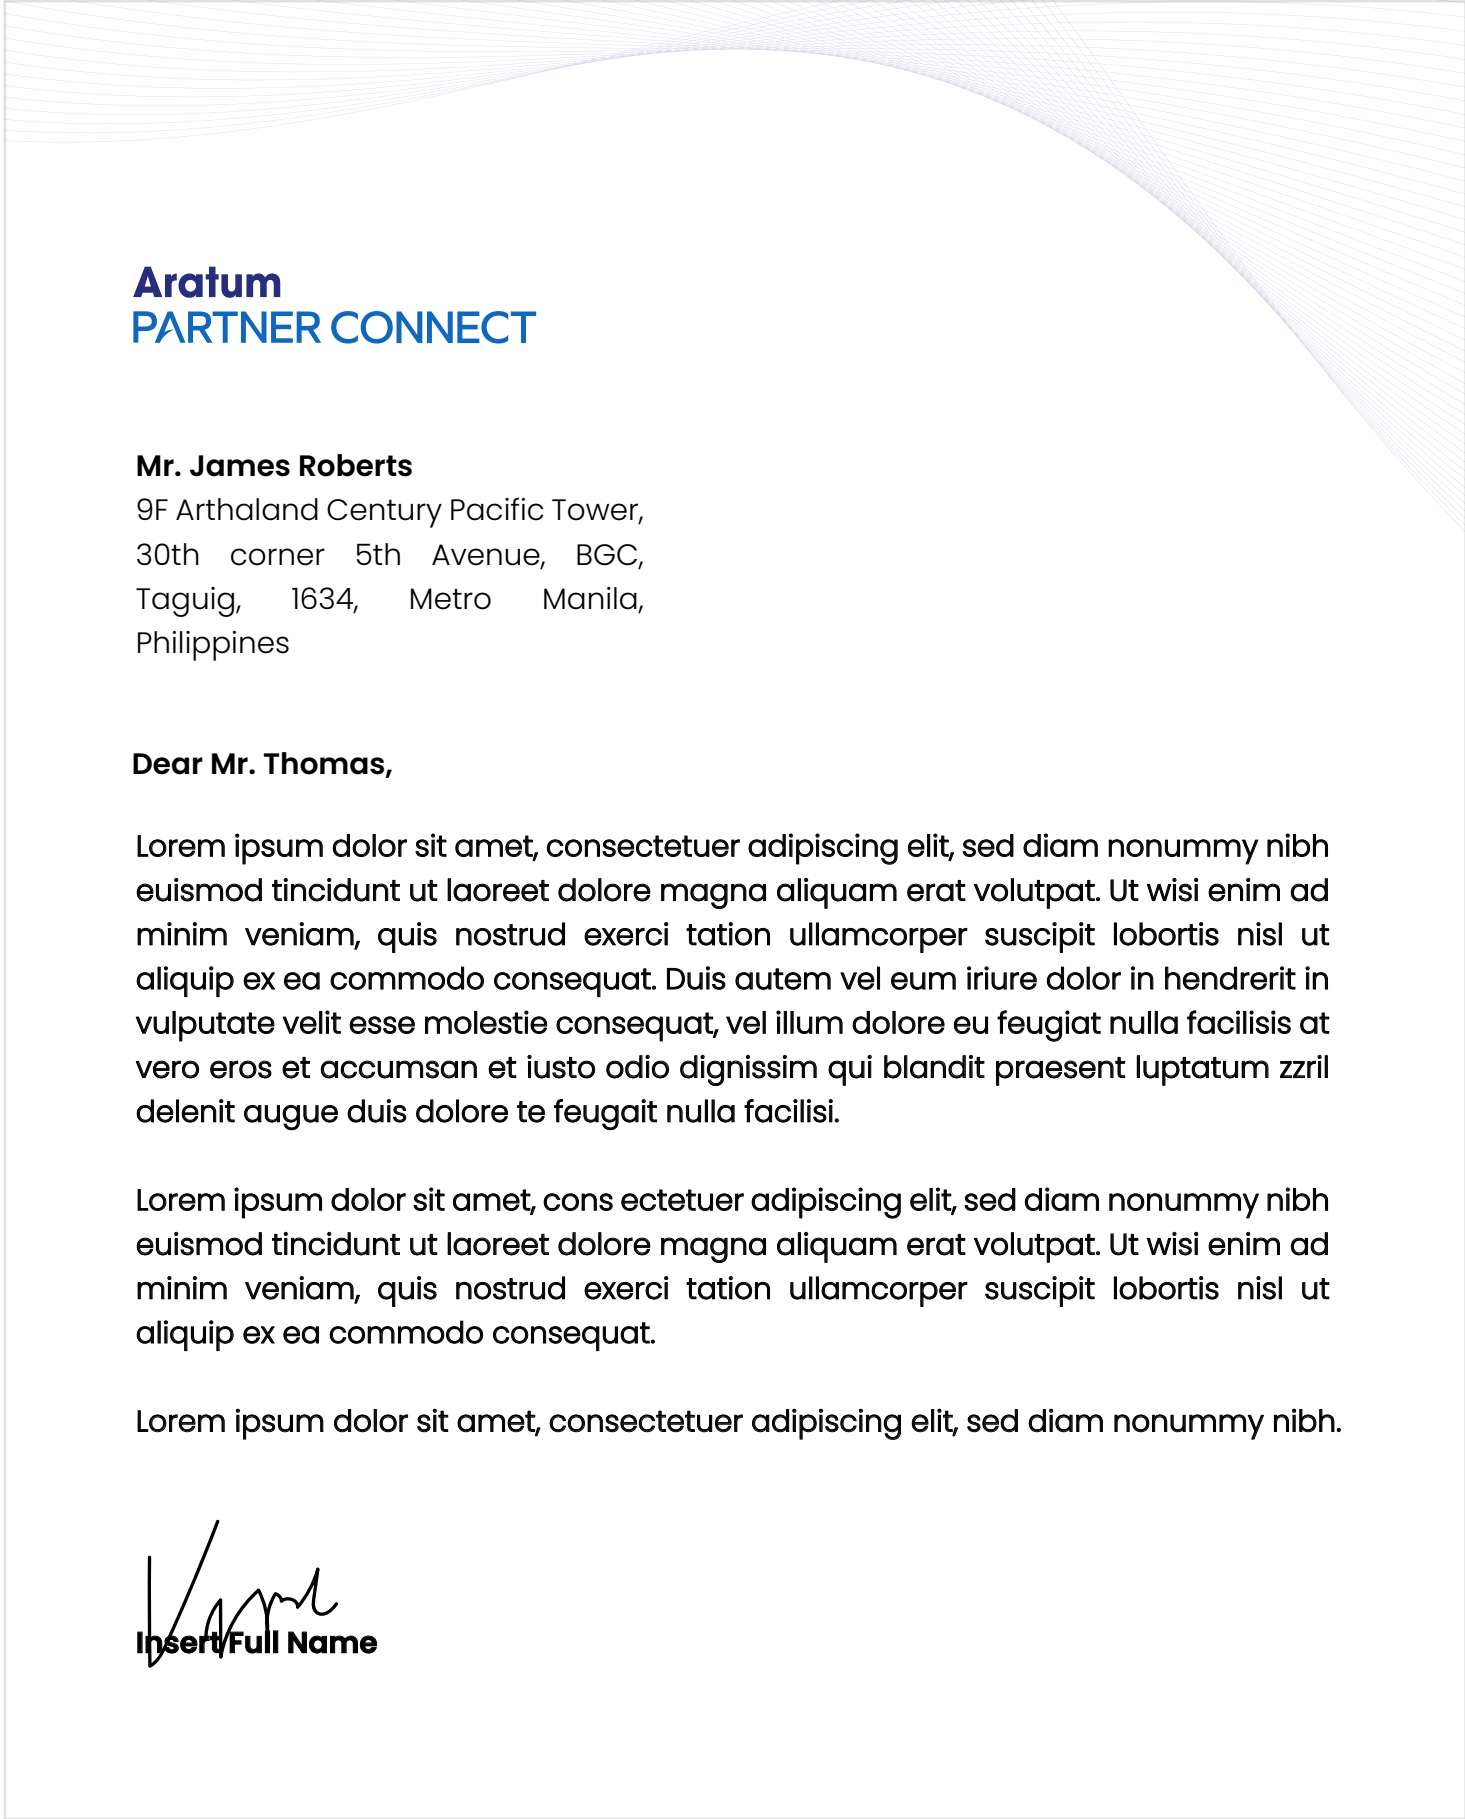 Aratum
PARTNER CONNECT
Mr. James Roberts
9F Arthaland Century Pacific Tower,
30th corner 5th Avenue, BGC,
Taguig, 1634, Metro Manila,
Philippines
Dear Mr. Thomas,
Lorem ipsum dolor sit amet, consectetuer adipiscing elit, sed diam nonummy nibh
euismod tincidunt ut laoreet dolore magna aliquam erat volutpat. Ut wisi enim ad
minim veniam, quis nostrud exerci tation ullamcorper suscipit lobortis nisl ut
aliquip ex ea commodo consequat. Duis autem vel eum iriure dolor in hendrerit in
vulputate velit esse molestie consequat, vel illum dolore eu feugiat nulla facilisis at
vero eros et accumsan et iusto odio dignissim qui blandit praesent luptatum zzril
delenit augue duis dolore te feugait nulla facilisi.
Lorem ipsum dolor sit amet, cons ectetuer adipiscing elit, sed diam nonummy nibh
euismod tincidunt ut laoreet dolore magna aliquam erat volutpat. Ut wisi enim ad
minim veniam, quis nostrud exerci tation ullamcorper suscipit lobortis nisl ut
aliquip ex ea commodo consequat.
Lorem ipsum dolor sit amet, consectetuer adipiscing elit, sed diam nonummy nibh.
Insert Full Name